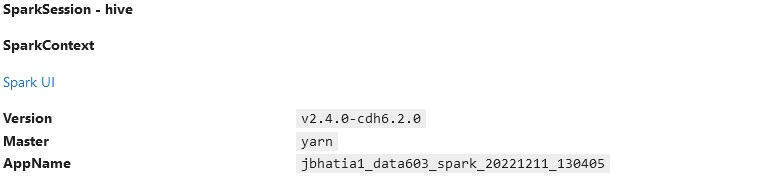 SparkSession - hive
SparkContext
Spark UI
Version v2.4.0-cdh6.2.0
Master yarn
AppName jbhatia1_data603_spark_20221211_130405